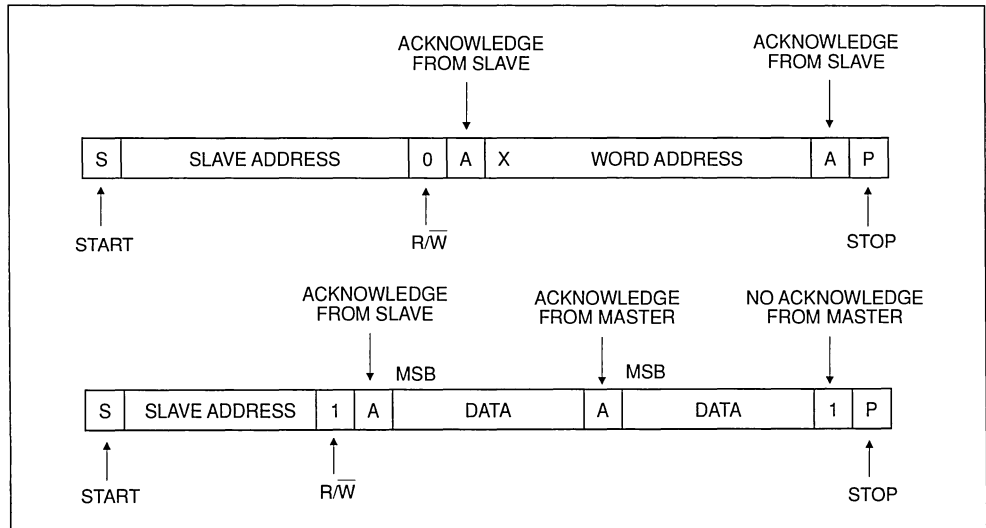 ACKNOWLEDGE
FROM SLAVE
ACKNOWLEDGE
FROM SLAVE
S SLAVE ADDRESS 0 A X WORD ADDRESS A P
START
R/W̅
STOP
ACKNOWLEDGE
FROM SLAVE
ACKNOWLEDGE
FROM MASTER
NO ACKNOWLEDGE
FROM MASTER
MSB
MSB
S SLAVE ADDRESS 1 A DATA A DATA 1 P
START
R/W̅
STOP